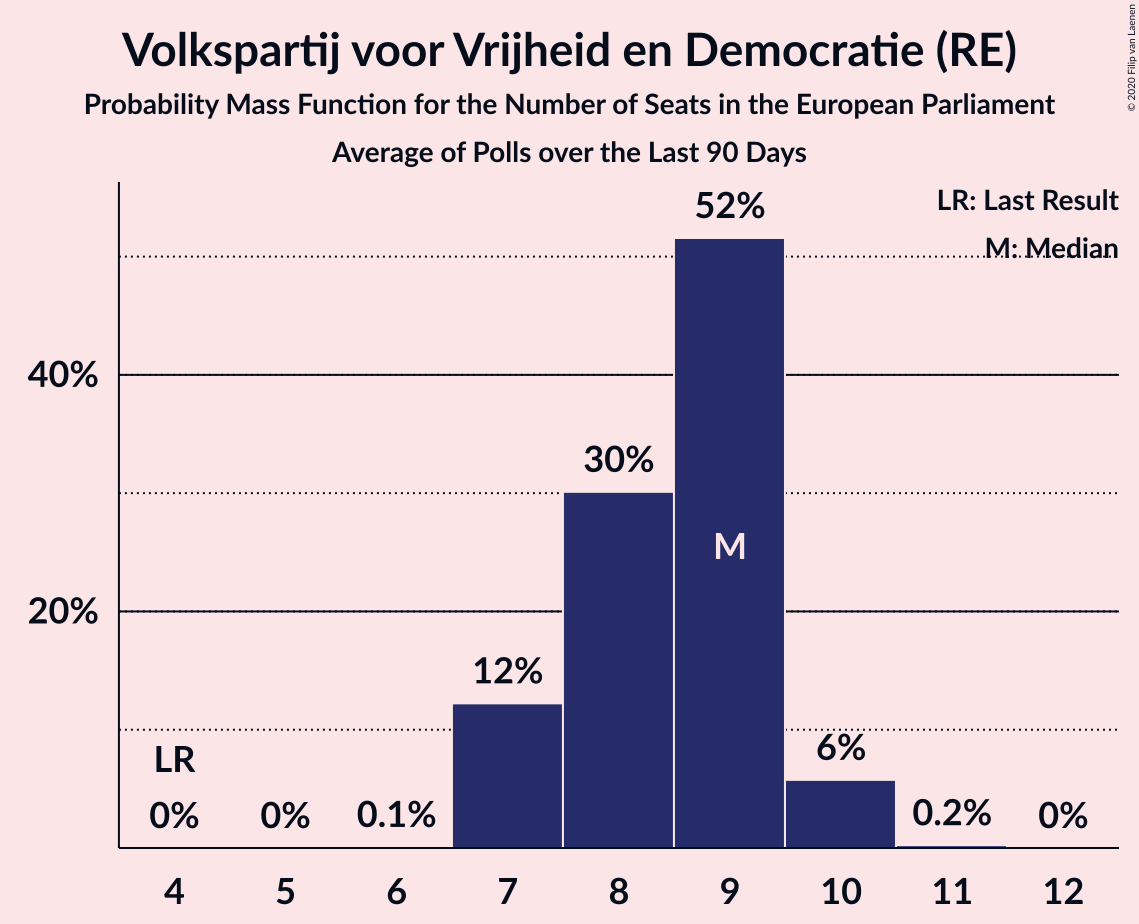 Volkspartij voor Vrijheid en Democratie (RE)
Probability Mass Function for the Number of Seats in the European Parliament
Average of Polls over the Last 90 Days
© 2020 Filip van Laenen
LR: Last Result
M: Median
52%
40%
30%
M
20%
12%
LR
6%
0%
0%
0.1%
0.2%
0%
4
5
6
7
8
9
10
11
12